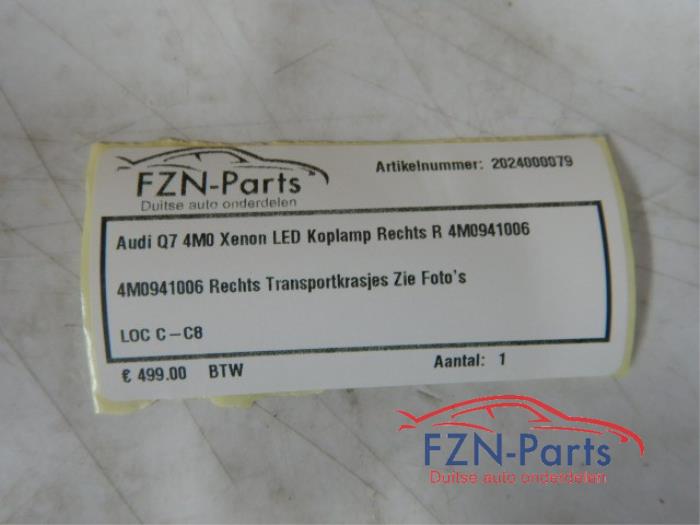 FZN-Parts
Duitse auto onderdelen
Artikelnummer: 2024000079
Audi Q7 4M0 Xenon LED Koplamp Rechts R 4M0941006
4M0941006 Rechts Transportkrasjes Zie Foto's
LOC C-C8
€ 499.00 BTW
Aantal: 1
FZN-Parts
Duitse auto onderdelen